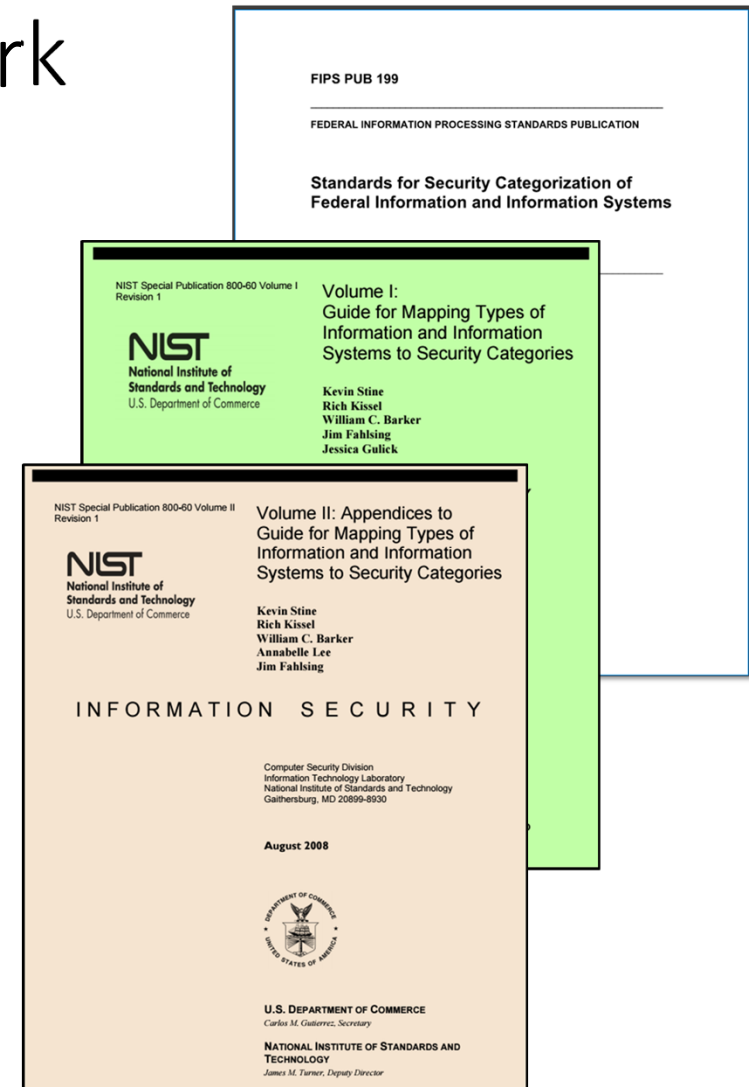 rk
FIPS PUB 199
FEDERAL INFORMATION PROCESSING STANDARDS PUBLICATION
Standards for Security Categorization of
Federal Information and Information Systems
NIST Special Publication 800-60 Volume I
Revision 1
NIST
National Institute of
Standards and Technology
U.S. Department of Commerce
Volume I:
Guide for Mapping Types of
Information and Information
Systems to Security Categories
Kevin Stine
Rich Kissel
William C. Barker
Jim Fahlsing
Jessica Gulick
NIST Special Publication 800-60 Volume II
Revision 1
NIST
National Institute of
Standards and Technology
U.S. Department of Commerce
Volume II: Appendices to
Guide for Mapping Types of
Information and Information
Systems to Security Categories
Kevin Stine
Rich Kissel
William C. Barker
Annabelle Lee
Jim Fahlsing
INFORMATION SECURITY
Computer Security Division
Information Technology Laboratory
National Institute of Standards and Technology
Gaithersburg, MD 20899-8930
August 2008
DEPARTMENT OF COMMERCE
UNITED STATES OF AMERICA
U.S. DEPARTMENT OF COMMERCE
Carlos M. Gutierrez, Secretary
NATIONAL INSTITUTE OF STANDARDS AND
TECHNOLOGY
James M. Turner, Deputy Director